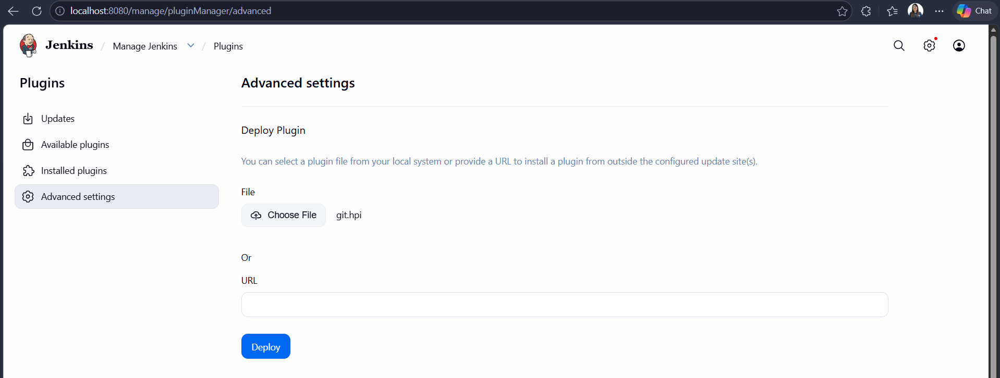 localhost:8080/manage/pluginManager/advanced
Chat
Jenkins / Manage Jenkins / Plugins
Plugins
Updates
Available plugins
Installed plugins
Advanced settings
Advanced settings
Deploy Plugin
You can select a plugin file from your local system or provide a URL to install a plugin from outside the configured update site(s).
File
Choose File git.hpi
Or
URL
Deploy